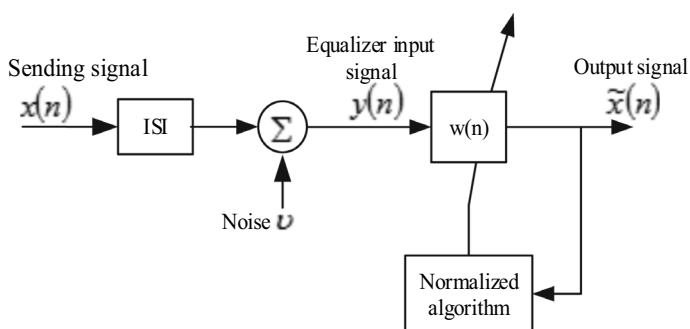 Sending signal
x(n)
ISI
Σ
Noise υ
Equalizer input
signal
y(n)
w(n)
Output signal
x̃(n)
Normalized
algorithm